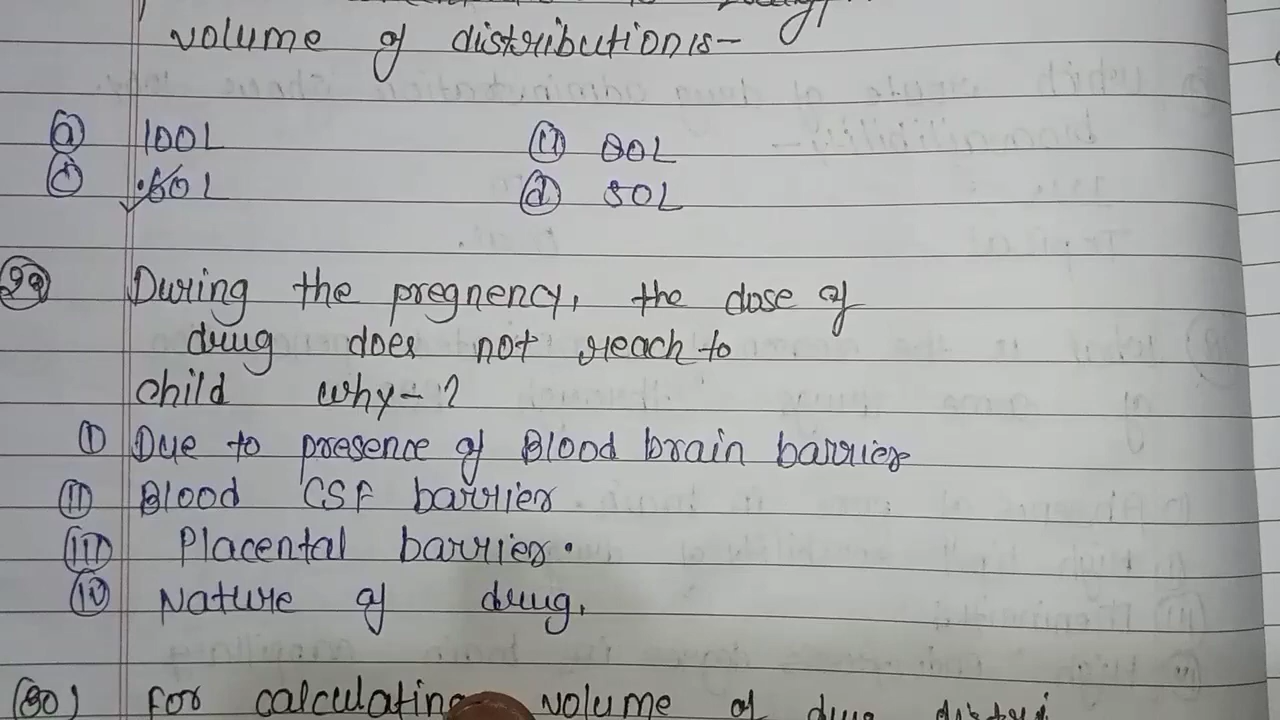 volume of distribution is-
(a) 100L (b) 80L
(c) 60L (d) 50L
(29) During the pregnency, the dose of
drug does not reach to
child why-?
(I) Due to presence of Blood brain barrier
(II) Blood CSF barrier
(III) Placental barrier.
(IV) Nature of drug.
(30) For calculating volume of drug